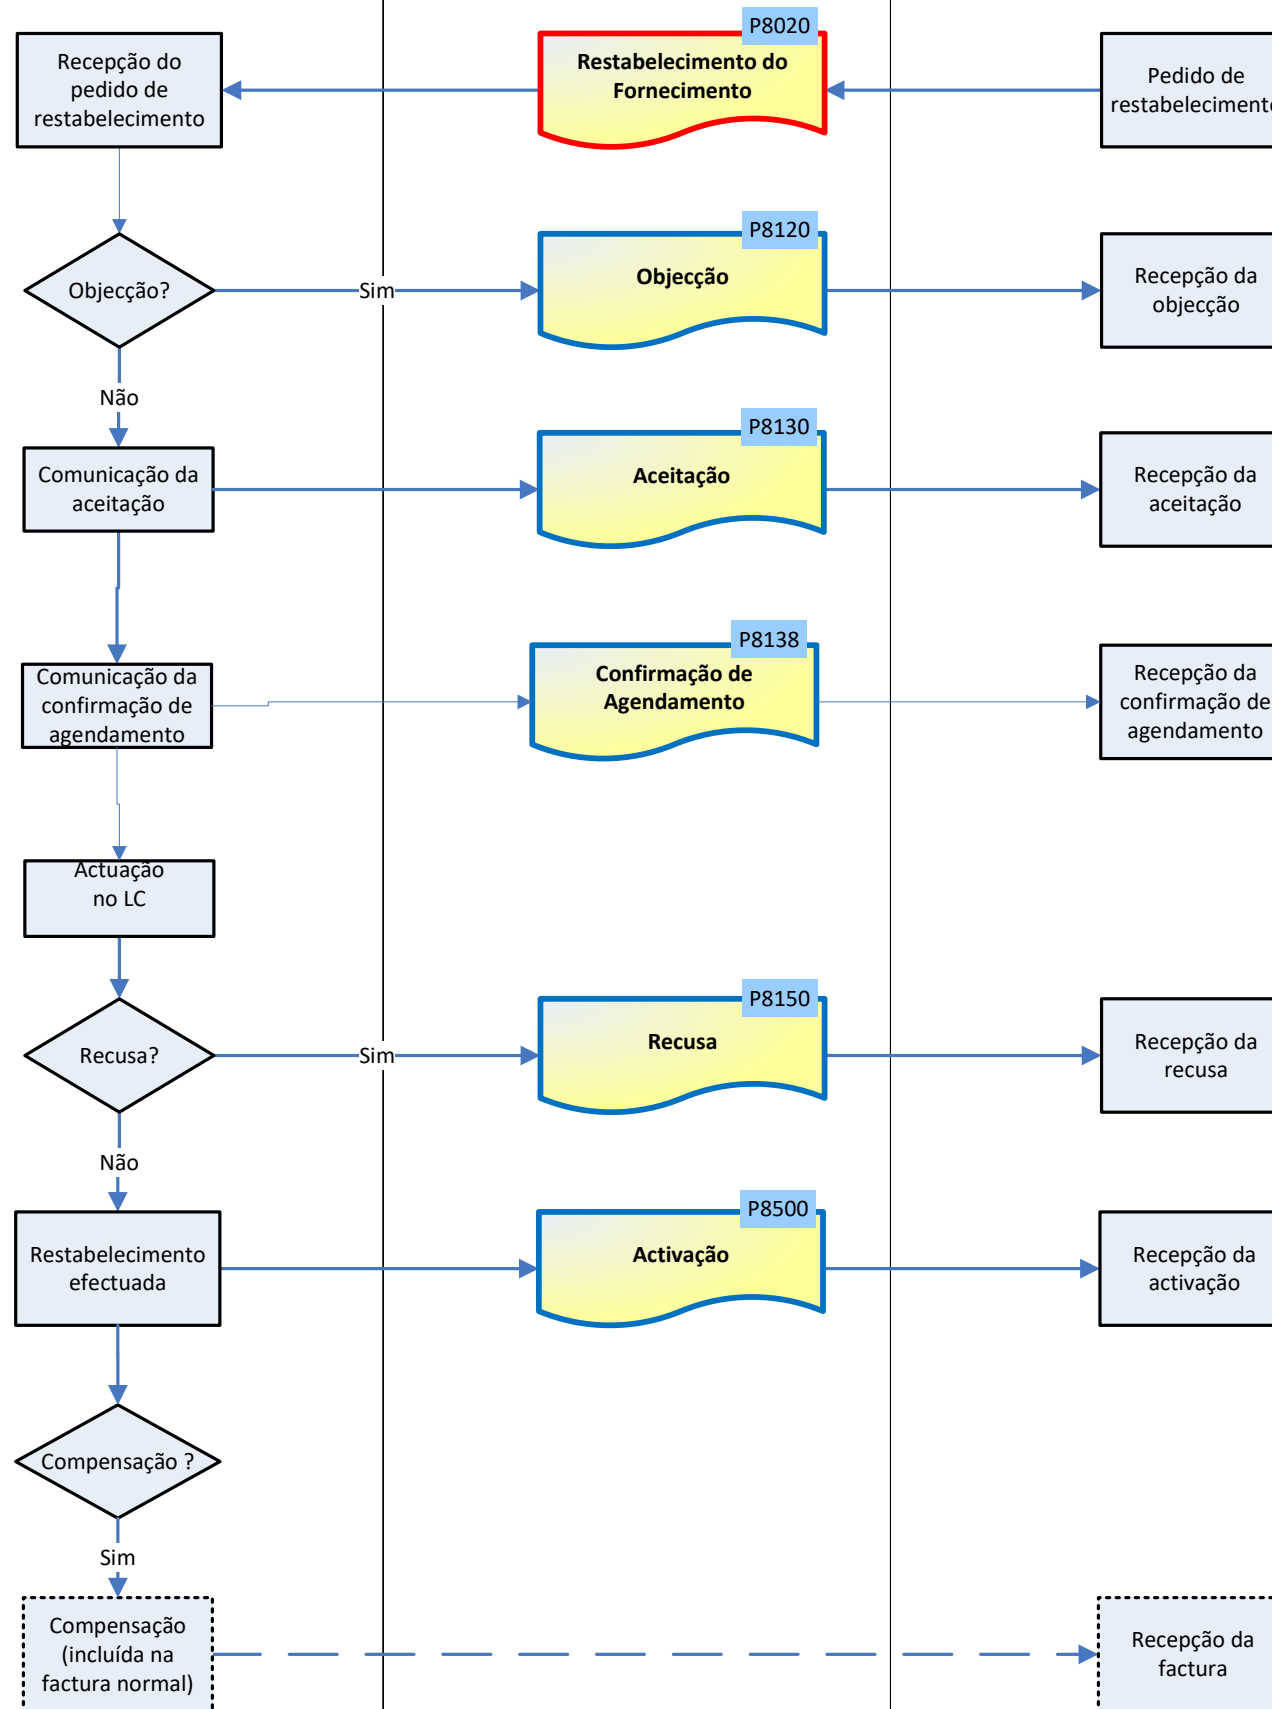 P8020
Recepção do
pedido de
restabelecimento
Restabelecimento do
Fornecimento
Pedido de
restabelecimento
P8120
Objecção?
Sim
Objecção
Recepção da
objecção
Não
P8130
Comunicação da
aceitação
Aceitação
Recepção da
aceitação
P8138
Comunicação da
confirmação de
agendamento
Confirmação de
Agendamento
Recepção da
confirmação de
agendamento
Actuação
no LC
P8150
Recusa?
Sim
Recusa
Recepção da
recusa
Não
P8500
Restabelecimento
efectuada
Activação
Recepção da
activação
Compensação ?
Sim
Compensação
(incluída na
factura normal)
Recepção da
factura